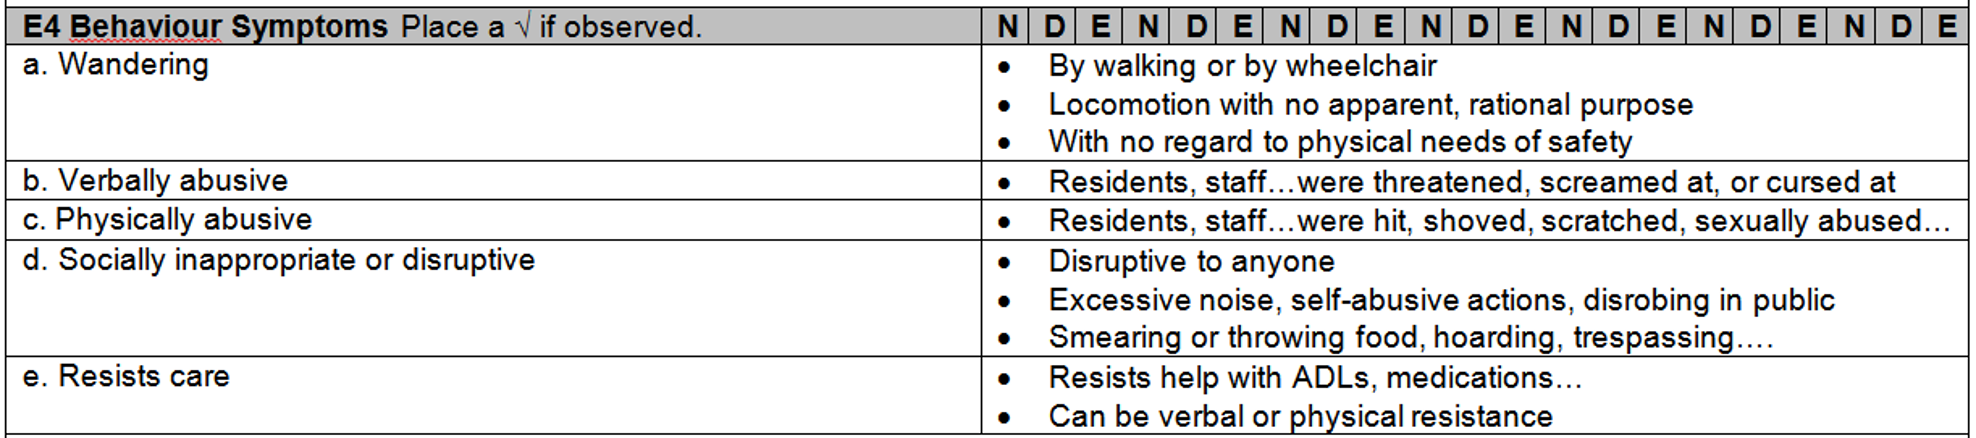 E4 Behaviour Symptoms Place a √ if observed. N D E N D E N D E N D E N D E N D E N D E
a. Wandering
• By walking or by wheelchair
• Locomotion with no apparent, rational purpose
• With no regard to physical needs of safety
b. Verbally abusive
• Residents, staff…were threatened, screamed at, or cursed at
c. Physically abusive
• Residents, staff…were hit, shoved, scratched, sexually abused…
d. Socially inappropriate or disruptive
• Disruptive to anyone
• Excessive noise, self-abusive actions, disrobing in public
• Smearing or throwing food, hoarding, trespassing….
e. Resists care
• Resists help with ADLs, medications…
• Can be verbal or physical resistance